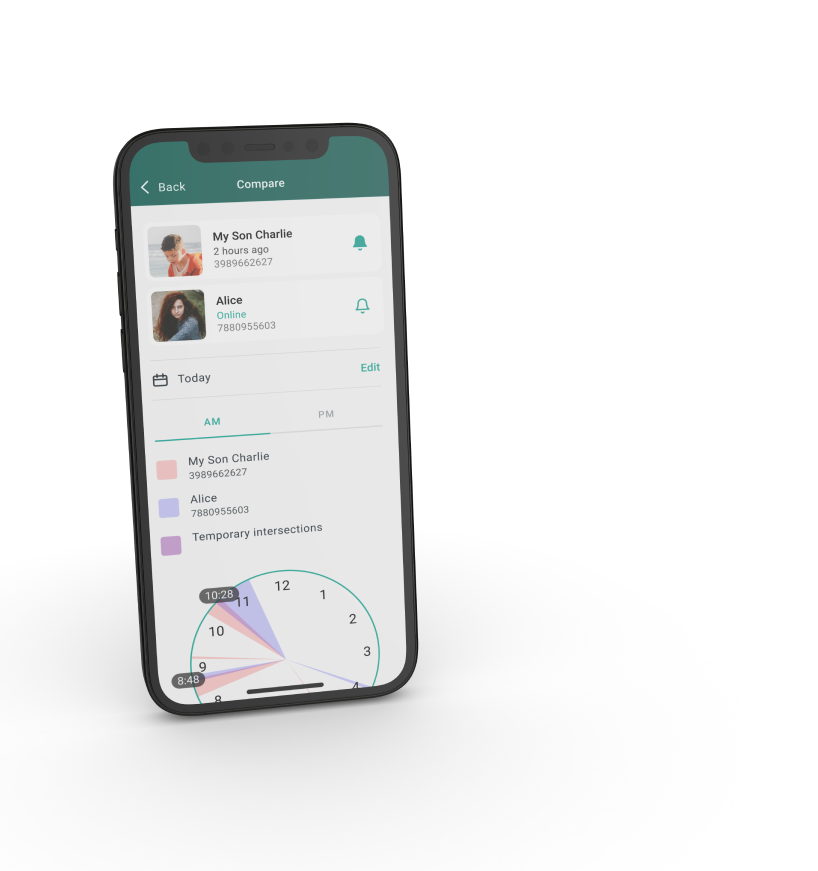 Back
Compare
My Son Charlie
2 hours ago
3989662627
Alice
Online
7880955603
Today
Edit
AM
PM
My Son Charlie
3989662627
Alice
7880955603
Temporary intersections
10:28
11
12
1
2
10
3
9
8:48
4
8